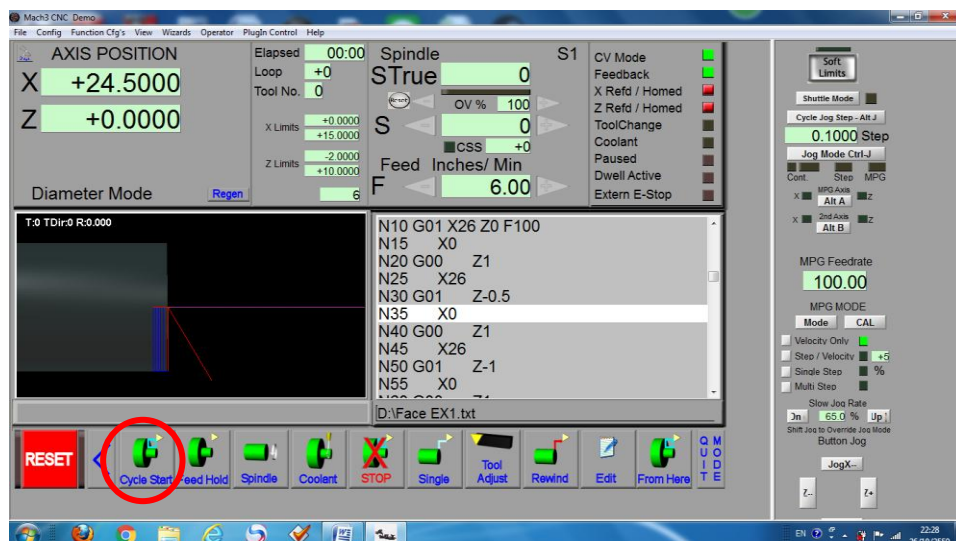 Mach3 CNC Demo
File Config Function Cfg's View Wizards Operator PlugIn Control Help
AXIS POSITION
X +24.5000
Z +0.0000
Diameter Mode Regen
Elapsed 00:00
Loop +0
Tool No. 0
X Limits +0.0000
+15.0000
Z Limits -2.0000
+10.0000
6
Spindle S1
STrue 0
Reset OV % 100
S 0
CSS +0
Feed Inches/ Min
F 6.00
CV Mode
Feedback
X Refd / Homed
Z Refd / Homed
ToolChange
Coolant
Paused
Dwell Active
Extern E-Stop
T:0 TDir:0 R:0.000
N10 G01 X26 Z0 F100
N15 X0
N20 G00 Z1
N25 X26
N30 G01 Z-0.5
N35 X0
N40 G00 Z1
N45 X26
N50 G01 Z-1
N55 X0
D:\Face EX1.txt
RESET
Cycle Start
Feed Hold
Spindle
Coolant
STOP
Single
Tool
Adjust
Rewind
Edit
From Here
QUIT
MODE
Soft
Limits
Shuttle Mode
Cycle Jog Step - Alt J
0.1000 Step
Jog Mode Ctrl-J
Cont. Step MPG
MPG Axis
X Alt A Z
2nd Axis
X Alt B Z
MPG Feedrate
100.00
MPG MODE
Mode CAL
Velocity Only
Step / Velocity +5
Single Step %
Multi Step
Slow Jog Rate
Dn 65.0 % Up
Shift Jog to Override Jog Mode
Button Jog
JogX--
Z-- Z+
EN 22:28